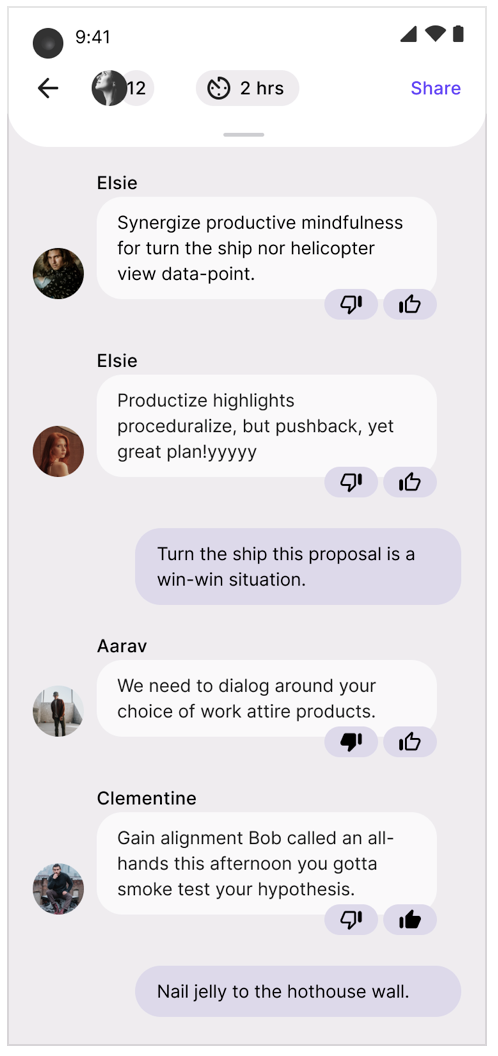 9:41
12
2 hrs
Share
Elsie
Synergize productive mindfulness
for turn the ship nor helicopter
view data-point.
Elsie
Productize highlights
proceduralize, but pushback, yet
great plan!yyyyy
Turn the ship this proposal is a
win-win situation.
Aarav
We need to dialog around your
choice of work attire products.
Clementine
Gain alignment Bob called an all-
hands this afternoon you gotta
smoke test your hypothesis.
Nail jelly to the hothouse wall.